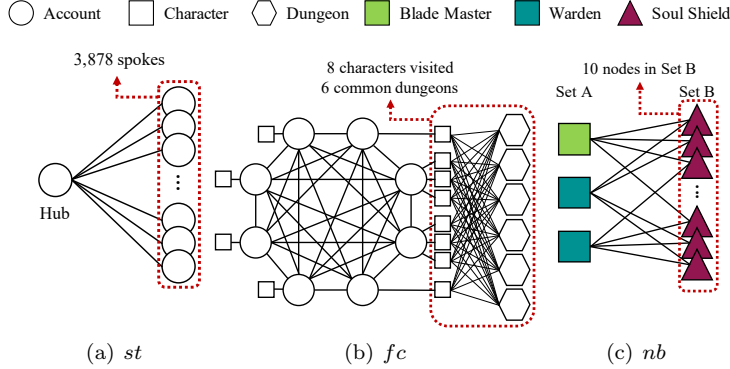 Account Character Dungeon Blade Master Warden Soul Shield
3,878 spokes
Hub
(a) st
8 characters visited
6 common dungeons
(b) fc
10 nodes in Set B
Set A Set B
(c) nb